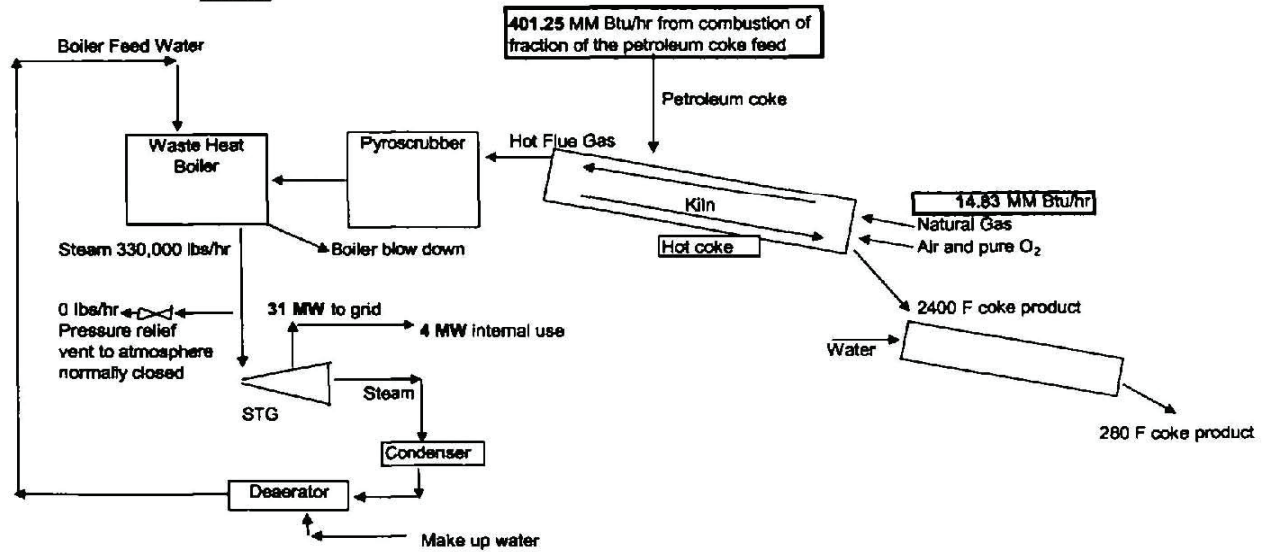 401.25 MM Btu/hr from combustion of
fraction of the petroleum coke feed
Boiler Feed Water
Petroleum coke
Waste Heat
Boiler
Pyroscrubber
Hot Flue Gas
Kiln
14.83 MM Btu/hr
Natural Gas
Air and pure O₂
Hot coke
Steam 330,000 lbs/hr
Boiler blow down
0 lbs/hr
Pressure relief
vent to atmosphere
normally closed
31 MW to grid
4 MW internal use
2400 F coke product
Water
STG
Steam
280 F coke product
Condenser
Deaerator
Make up water